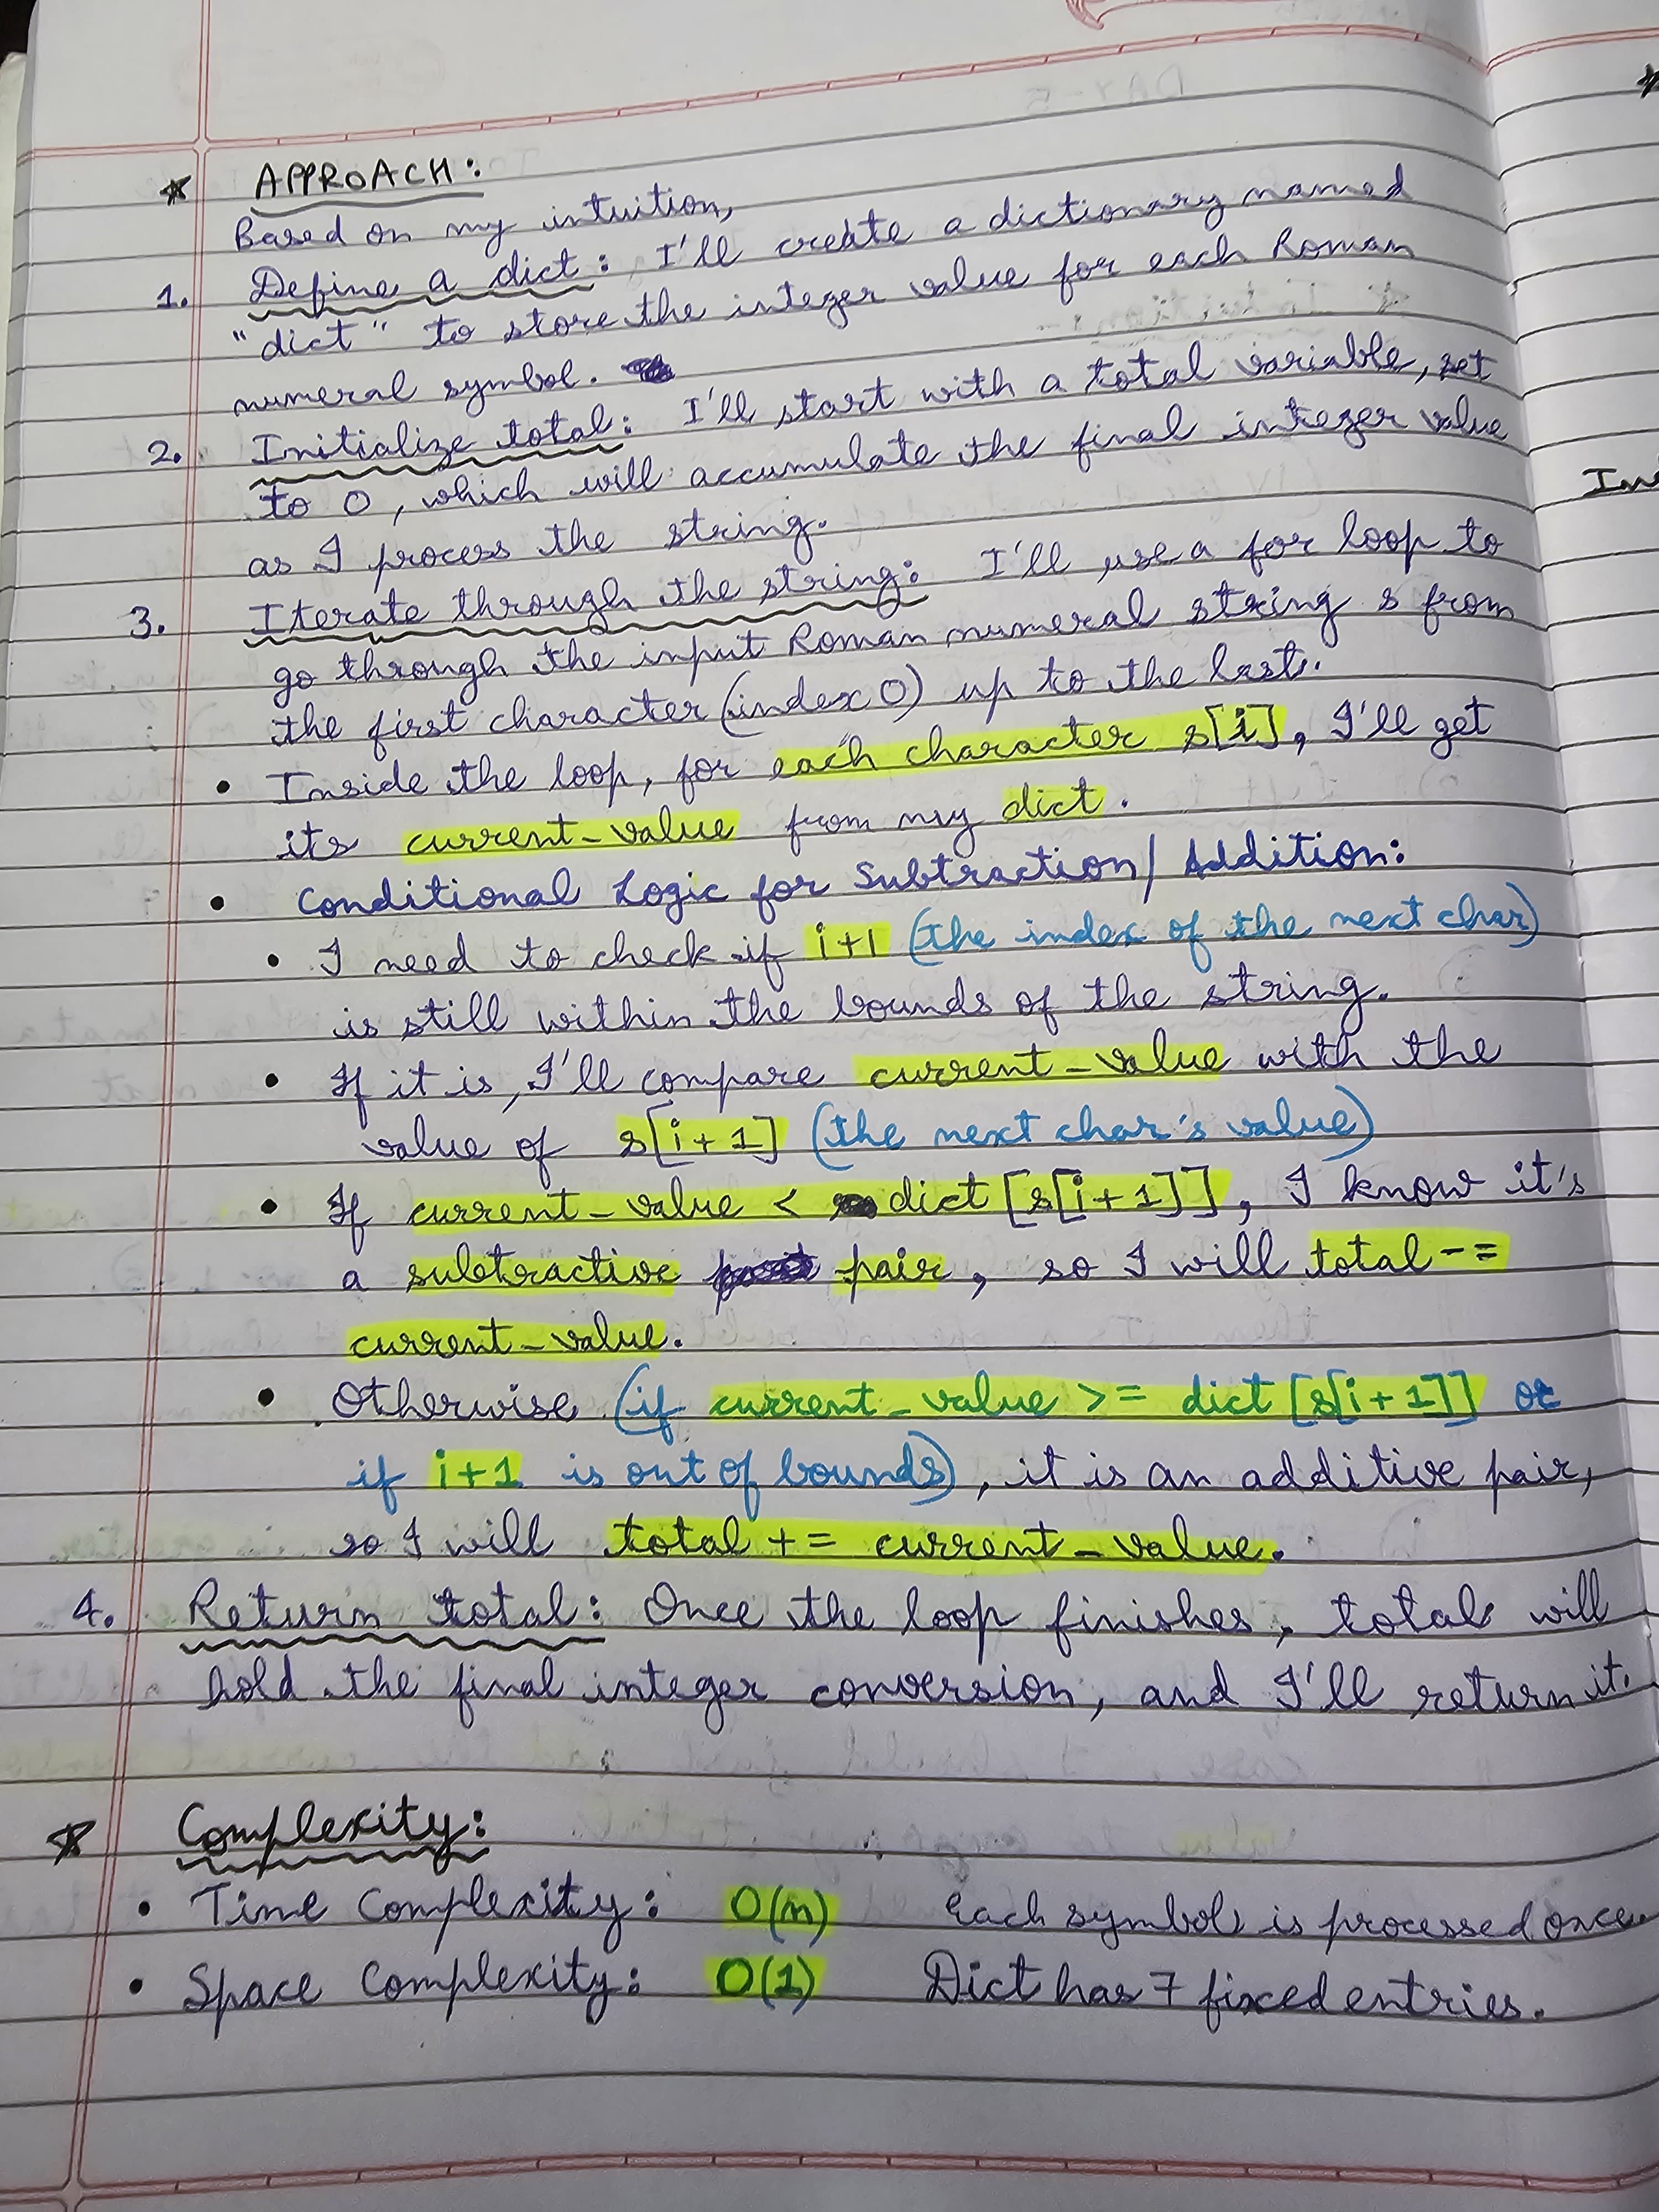 ★ APPROACH:
Based on my intuition,
1. Define a dict: I'll create a dictionary named
"dict" to store the integer value for each Roman
numeral symbol.
2. Initialize total: I'll start with a total variable, set
to 0, which will accumulate the final integer value
as I process the string.
3. Iterate through the string: I'll use a for loop to
go through the input Roman numeral string s from
the first character (index 0) up to the last.
• Inside the loop, for each character s[i], I'll get
its current_value from my dict.
• Conditional Logic for Subtraction/Addition:
• I need to check if i+1 (the index of the next char)
is still within the bounds of the string.
• If it is, I'll compare current_value with the
value of s[i+1] (the next char's value)
• If current_value < dict[s[i+1]], I know it's
a subtractive pair, so I will total -=
current_value.
• Otherwise (if current_value >= dict[s[i+1]] or
if i+1 is out of bounds), it is an additive pair,
so I will total += current_value.
4. Return total: Once the loop finishes, total will
hold the final integer conversion, and I'll return it.
★ Complexity:
• Time Complexity: O(n) Each symbol is processed once.
• Space Complexity: O(1) Dict has 7 fixed entries.